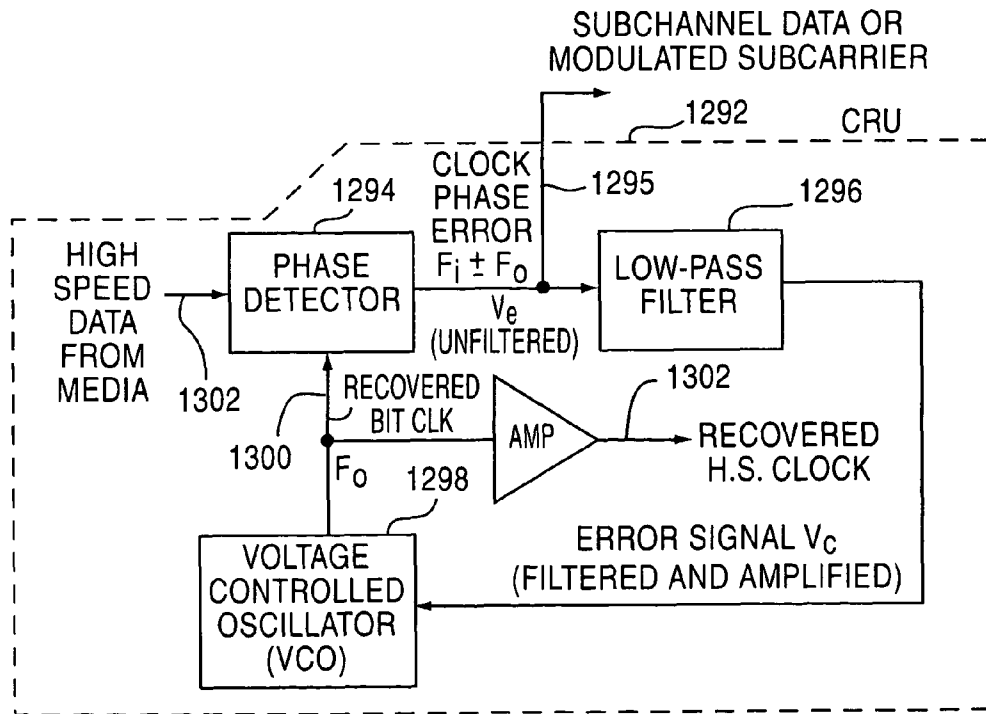 SUBCHANNEL DATA OR
MODULATED SUBCARRIER
1292
CRU
CLOCK
PHASE
ERROR
Fi ± Fo
1295
1294
1296
HIGH
SPEED
DATA
FROM
MEDIA
PHASE
DETECTOR
LOW-PASS
FILTER
Ve
(UNFILTERED)
1302
1300
RECOVERED
BIT CLK
AMP
1302
RECOVERED
H.S. CLOCK
Fo
1298
VOLTAGE
CONTROLLED
OSCILLATOR
(VCO)
ERROR SIGNAL Vc
(FILTERED AND AMPLIFIED)